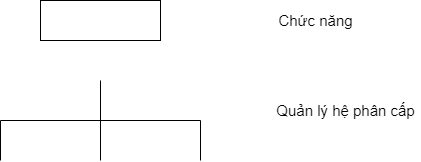 Chức năng
Quản lý hệ phân cấp